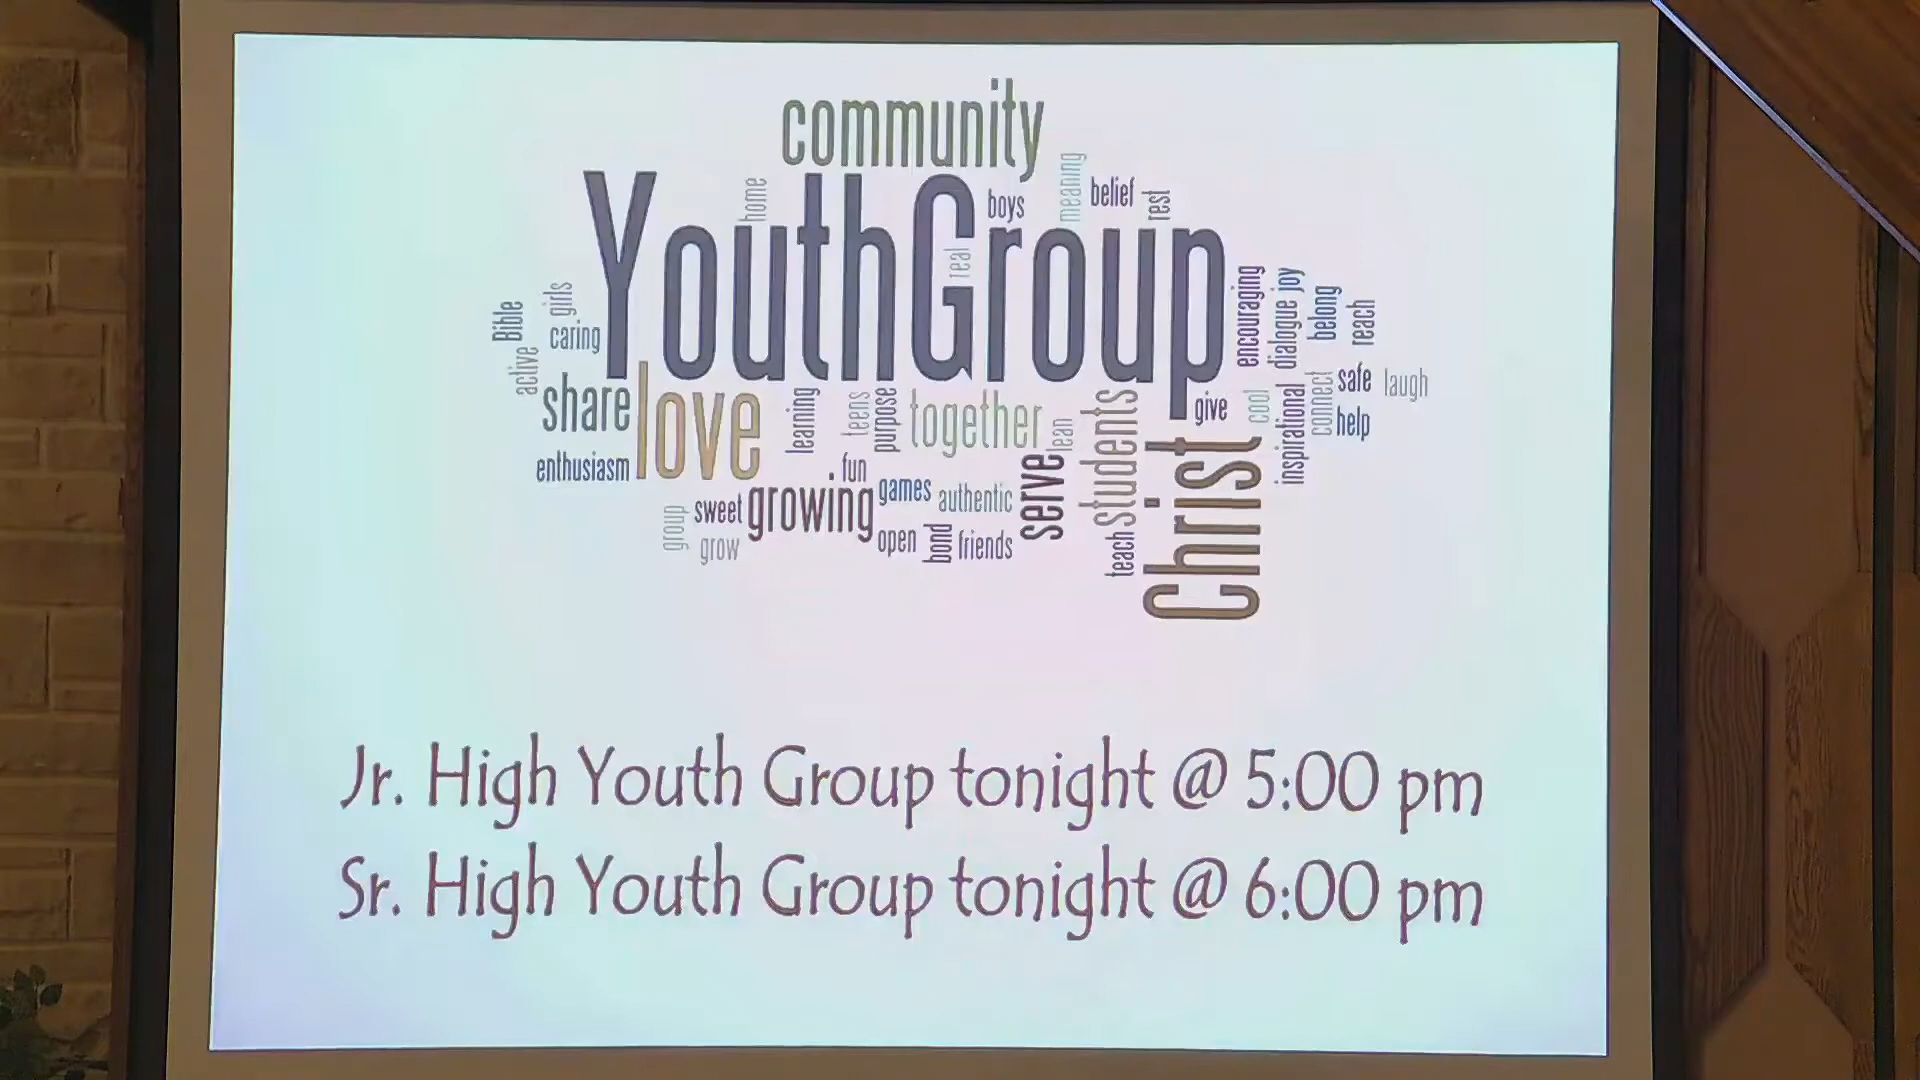 community
home
boys
meaning
belief
rest
YouthGroup
real
Bible
girls
caring
active
encouraging
dialogue
joy
belong
reach
share
love
learning
teens
purpose
together
lean
students
give
cool
inspirational
connect
safe
laugh
help
enthusiasm
fun
growing
games
authentic
serve
Christ
group
sweet
grow
open
bond
friends
teach
Jr. High Youth Group tonight @ 5:00 pm
Sr. High Youth Group tonight @ 6:00 pm